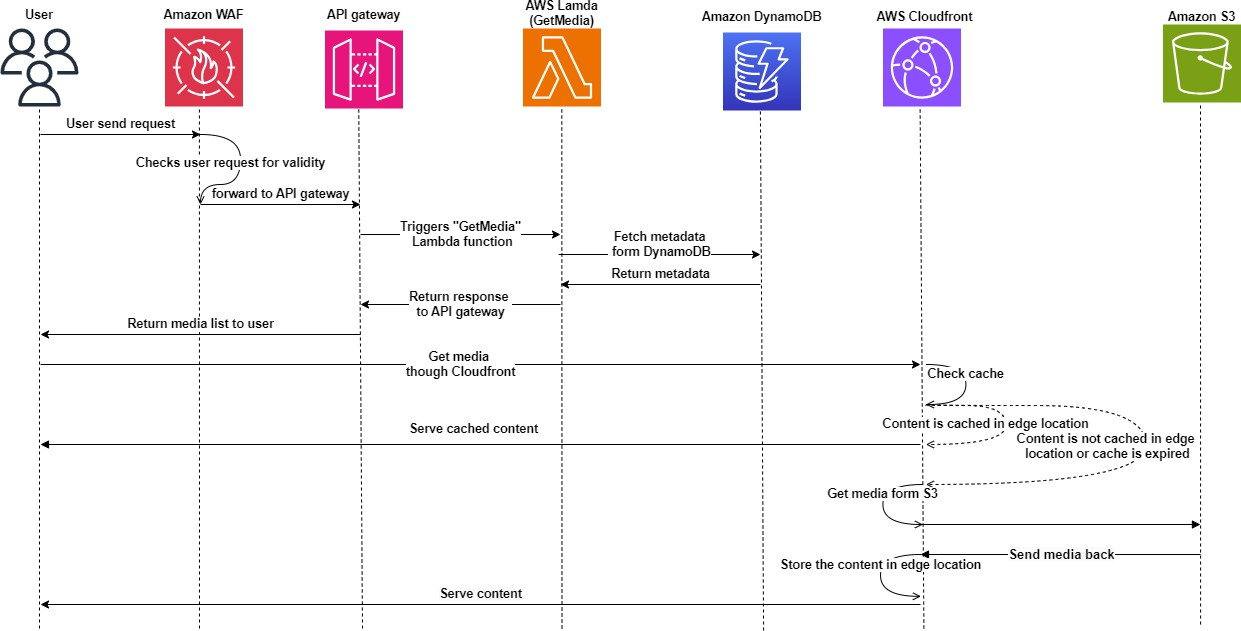 User
Amazon WAF
API gateway
AWS Lamda
(GetMedia)
Amazon DynamoDB
AWS Cloudfront
Amazon S3
</>
User send request
Checks user request for validity
forward to API gateway
Triggers "GetMedia"
Lambda function
Fetch metadata
form DynamoDB
Return metadata
Return response
to API gateway
Return media list to user
Get media
though Cloudfront
Check cache
Content is cached in edge location
Serve cached content
Content is not cached in edge
location or cache is expired
Get media form S3
Send media back
Store the content in edge location
Serve content